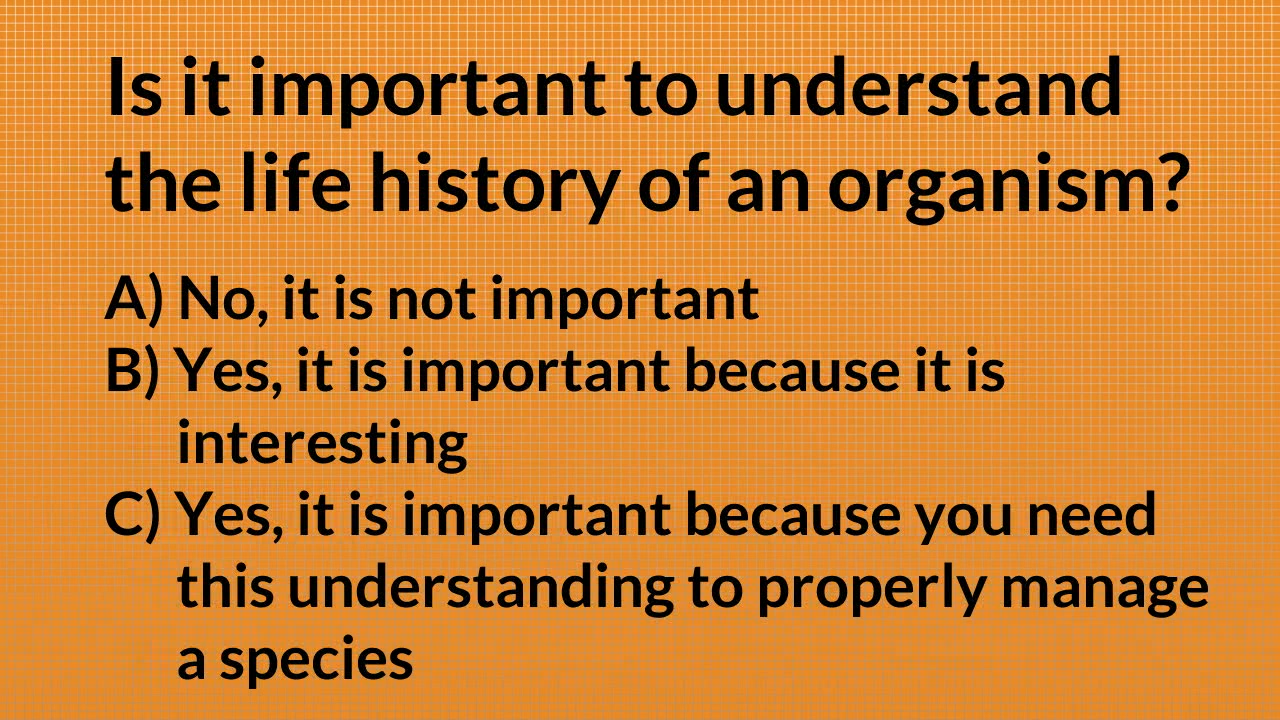 Is it important to understand
the life history of an organism?
A) No, it is not important
B) Yes, it is important because it is
interesting
C) Yes, it is important because you need
this understanding to properly manage
a species